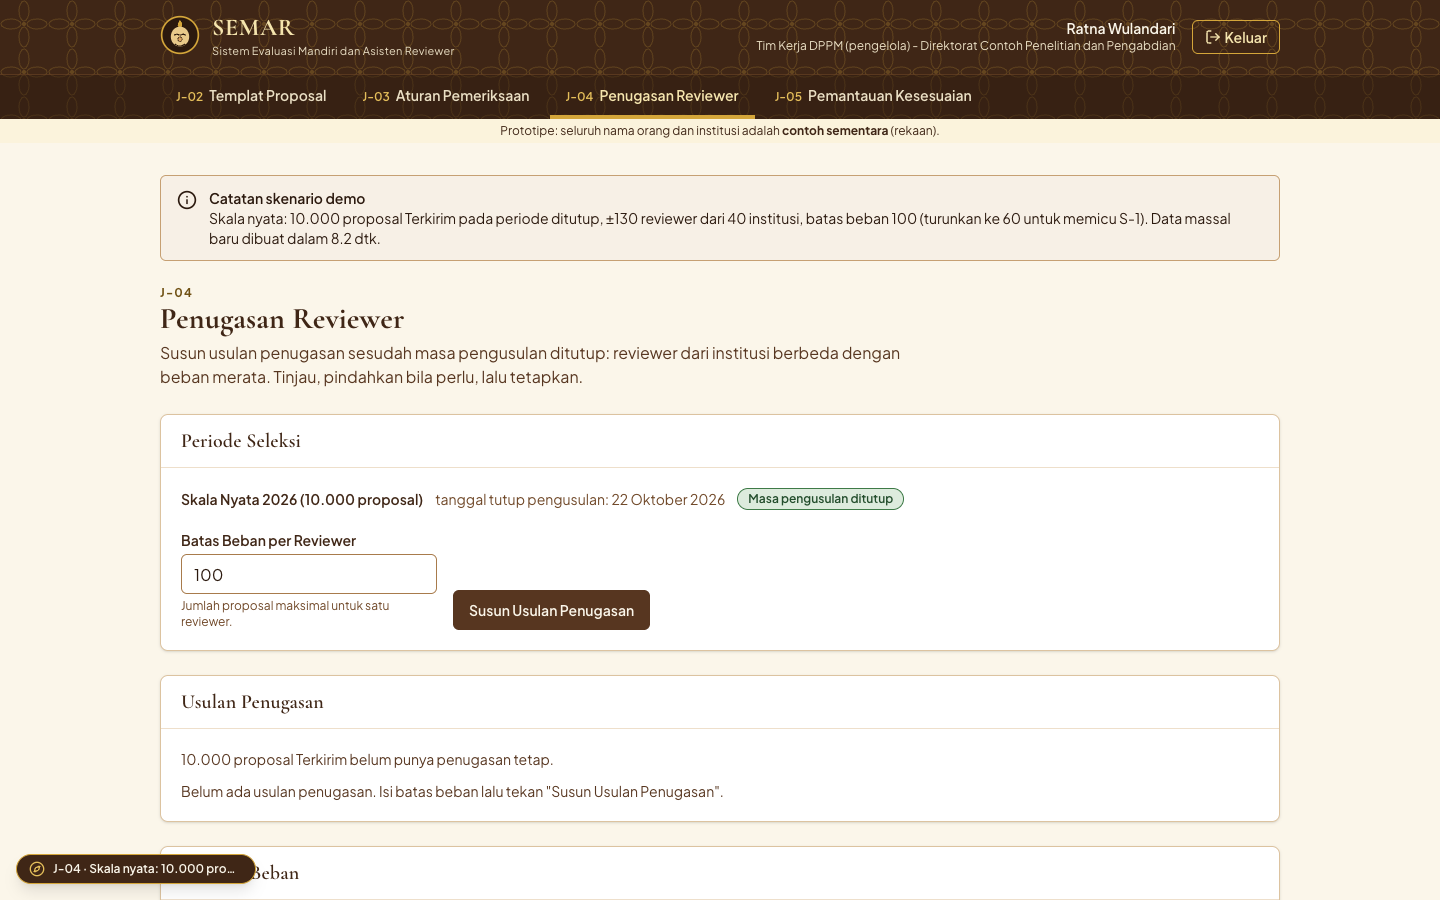 SEMAR
Sistem Evaluasi Mandiri dan Asisten Reviewer
Ratna Wulandari
Tim Kerja DPPM (pengelola) - Direktorat Contoh Penelitian dan Pengabdian
Keluar
J-02 Templat Proposal
J-03 Aturan Pemeriksaan
J-04 Penugasan Reviewer
J-05 Pemantauan Kesesuaian
Prototipe: seluruh nama orang dan institusi adalah contoh sementara (rekaan).
Catatan skenario demo
Skala nyata: 10.000 proposal Terkirim pada periode ditutup, ±130 reviewer dari 40 institusi, batas beban 100 (turunkan ke 60 untuk memicu S-1). Data massal
baru dibuat dalam 8.2 dtk.
J-04
Penugasan Reviewer
Susun usulan penugasan sesudah masa pengusulan ditutup: reviewer dari institusi berbeda dengan
beban merata. Tinjau, pindahkan bila perlu, lalu tetapkan.
Periode Seleksi
Skala Nyata 2026 (10.000 proposal) tanggal tutup pengusulan: 22 Oktober 2026 Masa pengusulan ditutup
Batas Beban per Reviewer
100
Jumlah proposal maksimal untuk satu
reviewer.
Susun Usulan Penugasan
Usulan Penugasan
10.000 proposal Terkirim belum punya penugasan tetap.
Belum ada usulan penugasan. Isi batas beban lalu tekan "Susun Usulan Penugasan".
J-04 · Skala nyata: 10.000 pro...
Beban